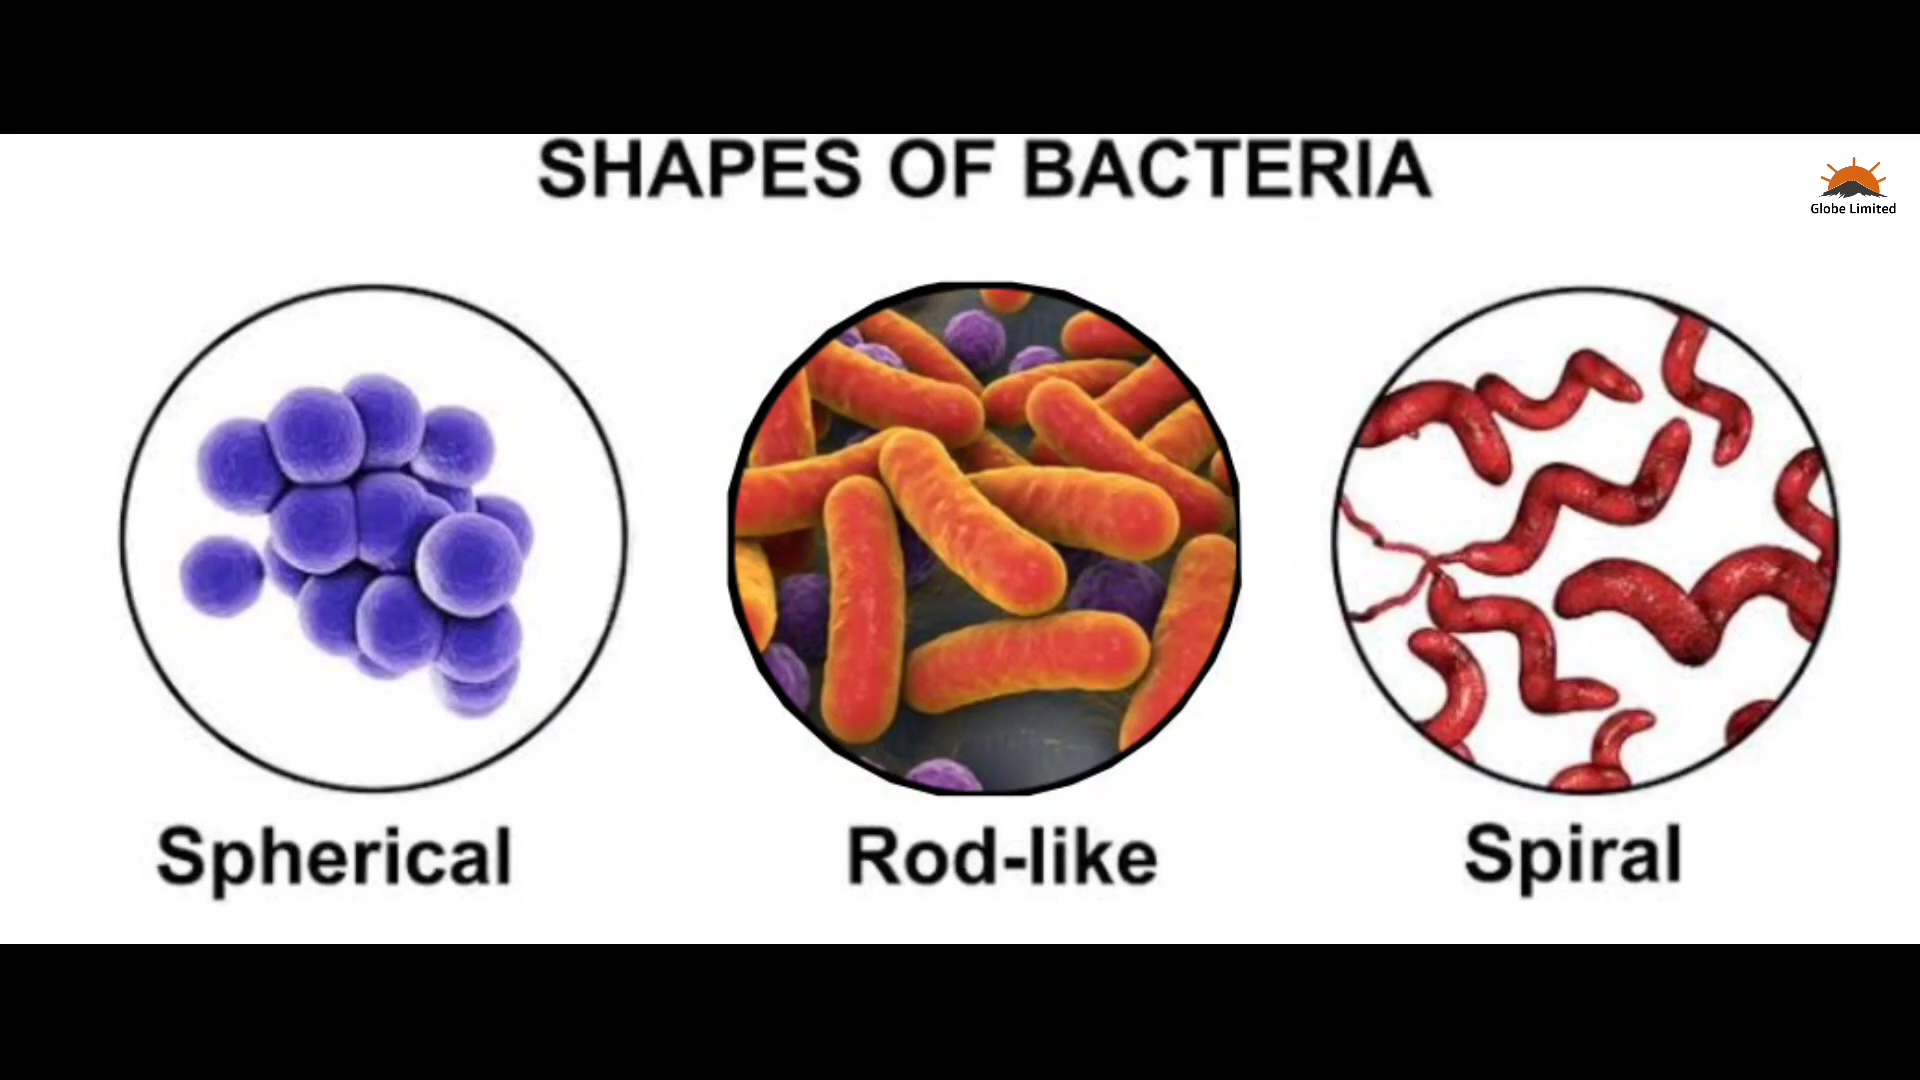 SHAPES OF BACTERIA
Globe Limited
Spherical
Rod-like
Spiral